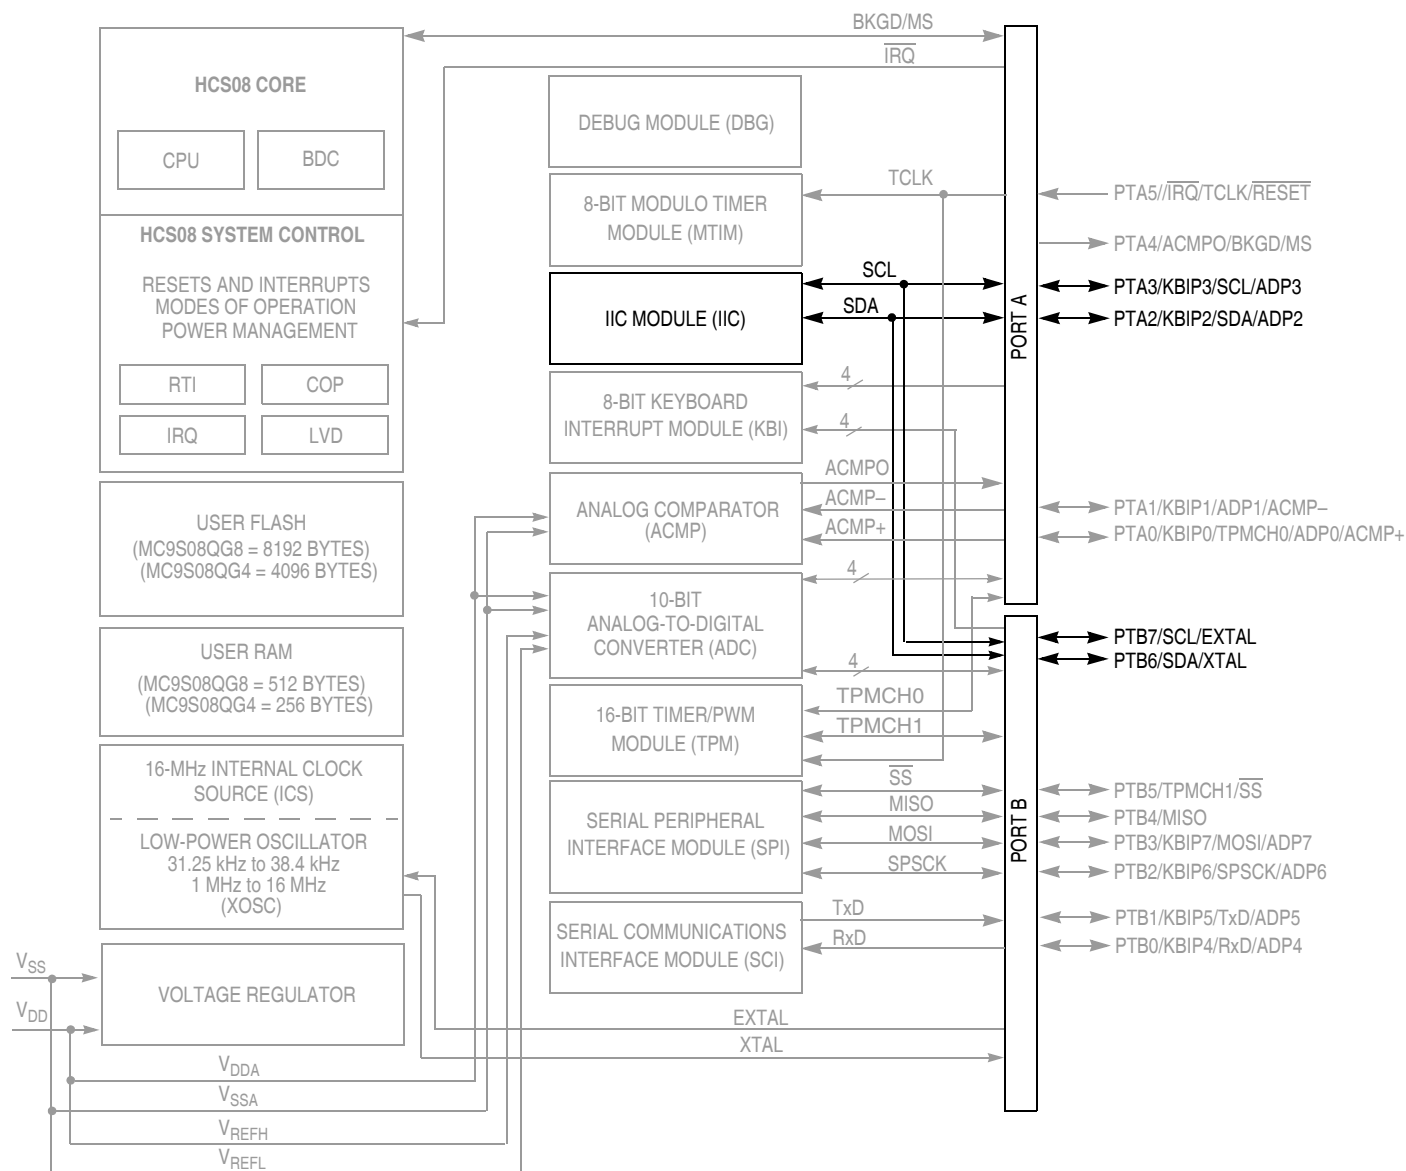 BKGD/MS
IRQ
HCS08 CORE
CPU
BDC
HCS08 SYSTEM CONTROL
RESETS AND INTERRUPTS
MODES OF OPERATION
POWER MANAGEMENT
RTI
COP
IRQ
LVD
USER FLASH
(MC9S08QG8 = 8192 BYTES)
(MC9S08QG4 = 4096 BYTES)
USER RAM
(MC9S08QG8 = 512 BYTES)
(MC9S08QG4 = 256 BYTES)
16-MHz INTERNAL CLOCK
SOURCE (ICS)
LOW-POWER OSCILLATOR
31.25 kHz to 38.4 kHz
1 MHz to 16 MHz
(XOSC)
VSS
VDD
VOLTAGE REGULATOR
VDDA
VSSA
VREFH
VREFL
DEBUG MODULE (DBG)
8-BIT MODULO TIMER
MODULE (MTIM)
TCLK
IIC MODULE (IIC)
SCL
SDA
8-BIT KEYBOARD
INTERRUPT MODULE (KBI)
4
4
ANALOG COMPARATOR
(ACMP)
ACMPO
ACMP–
ACMP+
10-BIT
ANALOG-TO-DIGITAL
CONVERTER (ADC)
4
4
16-BIT TIMER/PWM
MODULE (TPM)
TPMCH0
TPMCH1
SERIAL PERIPHERAL
INTERFACE MODULE (SPI)
SS
MISO
MOSI
SPSCK
SERIAL COMMUNICATIONS
INTERFACE MODULE (SCI)
TxD
RxD
EXTAL
XTAL
PORT A
PTA5//IRQ/TCLK/RESET
PTA4/ACMPO/BKGD/MS
PTA3/KBIP3/SCL/ADP3
PTA2/KBIP2/SDA/ADP2
PTA1/KBIP1/ADP1/ACMP–
PTA0/KBIP0/TPMCH0/ADP0/ACMP+
PORT B
PTB7/SCL/EXTAL
PTB6/SDA/XTAL
PTB5/TPMCH1/SS
PTB4/MISO
PTB3/KBIP7/MOSI/ADP7
PTB2/KBIP6/SPSCK/ADP6
PTB1/KBIP5/TxD/ADP5
PTB0/KBIP4/RxD/ADP4